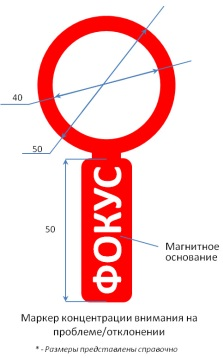 40
50
50
ФОКУС
Магнитное
основание
Маркер концентрации внимания на
проблеме/отклонении
* - Размеры представлены справочно